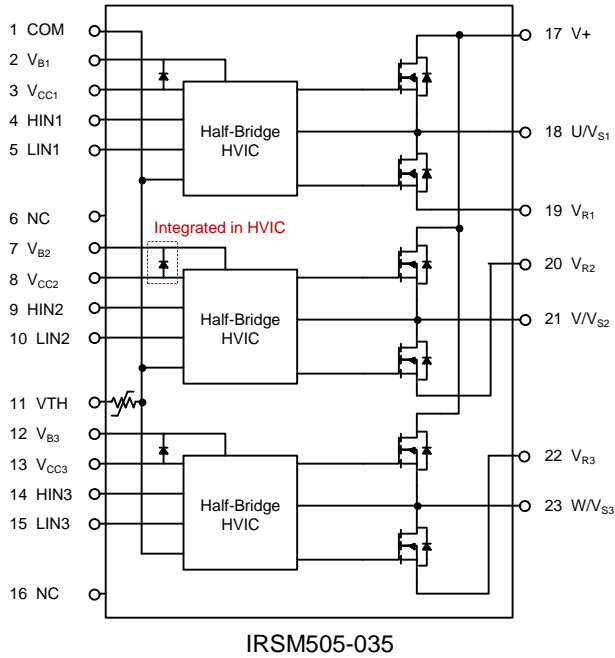 1 COM
2 VB1
3 VCC1
4 HIN1
5 LIN1
6 NC
7 VB2
8 VCC2
9 HIN2
10 LIN2
11 VTH
12 VB3
13 VCC3
14 HIN3
15 LIN3
16 NC
Half-Bridge
HVIC
Integrated in HVIC
Half-Bridge
HVIC
Half-Bridge
HVIC
17 V+
18 U/VS1
19 VR1
20 VR2
21 V/VS2
22 VR3
23 W/VS3
IRSM505-035